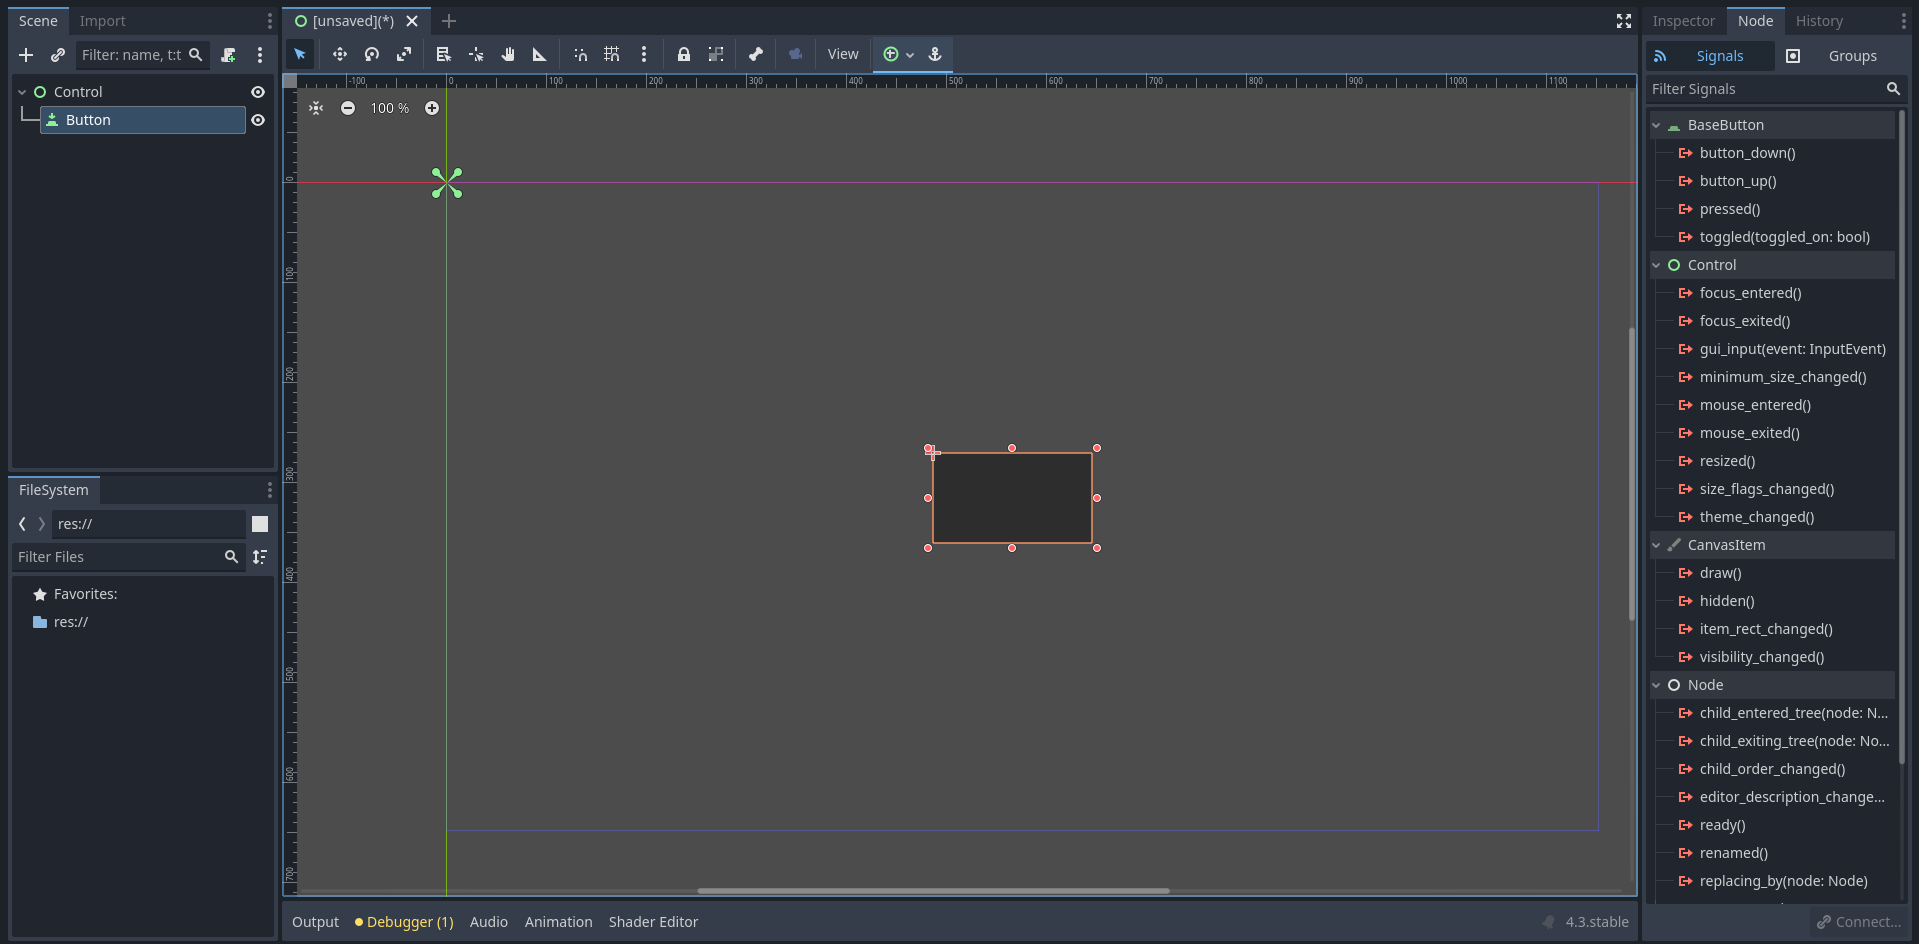 Scene
Import
Filter: name, t:t
Control
Button
FileSystem
res://
Filter Files
Favorites:
res://
[unsaved](*)
View
-100 0 100 200 300 400 500 600 700 800 900 1000 1100
0
100
200
300
400
500
600
700
100 %
Output
Debugger (1)
Audio
Animation
Shader Editor
4.3.stable
Inspector
Node
History
Signals
Groups
Filter Signals
BaseButton
button_down()
button_up()
pressed()
toggled(toggled_on: bool)
Control
focus_entered()
focus_exited()
gui_input(event: InputEvent)
minimum_size_changed()
mouse_entered()
mouse_exited()
resized()
size_flags_changed()
theme_changed()
CanvasItem
draw()
hidden()
item_rect_changed()
visibility_changed()
Node
child_entered_tree(node: N...
child_exiting_tree(node: No...
child_order_changed()
editor_description_change...
ready()
renamed()
replacing_by(node: Node)
Connect...